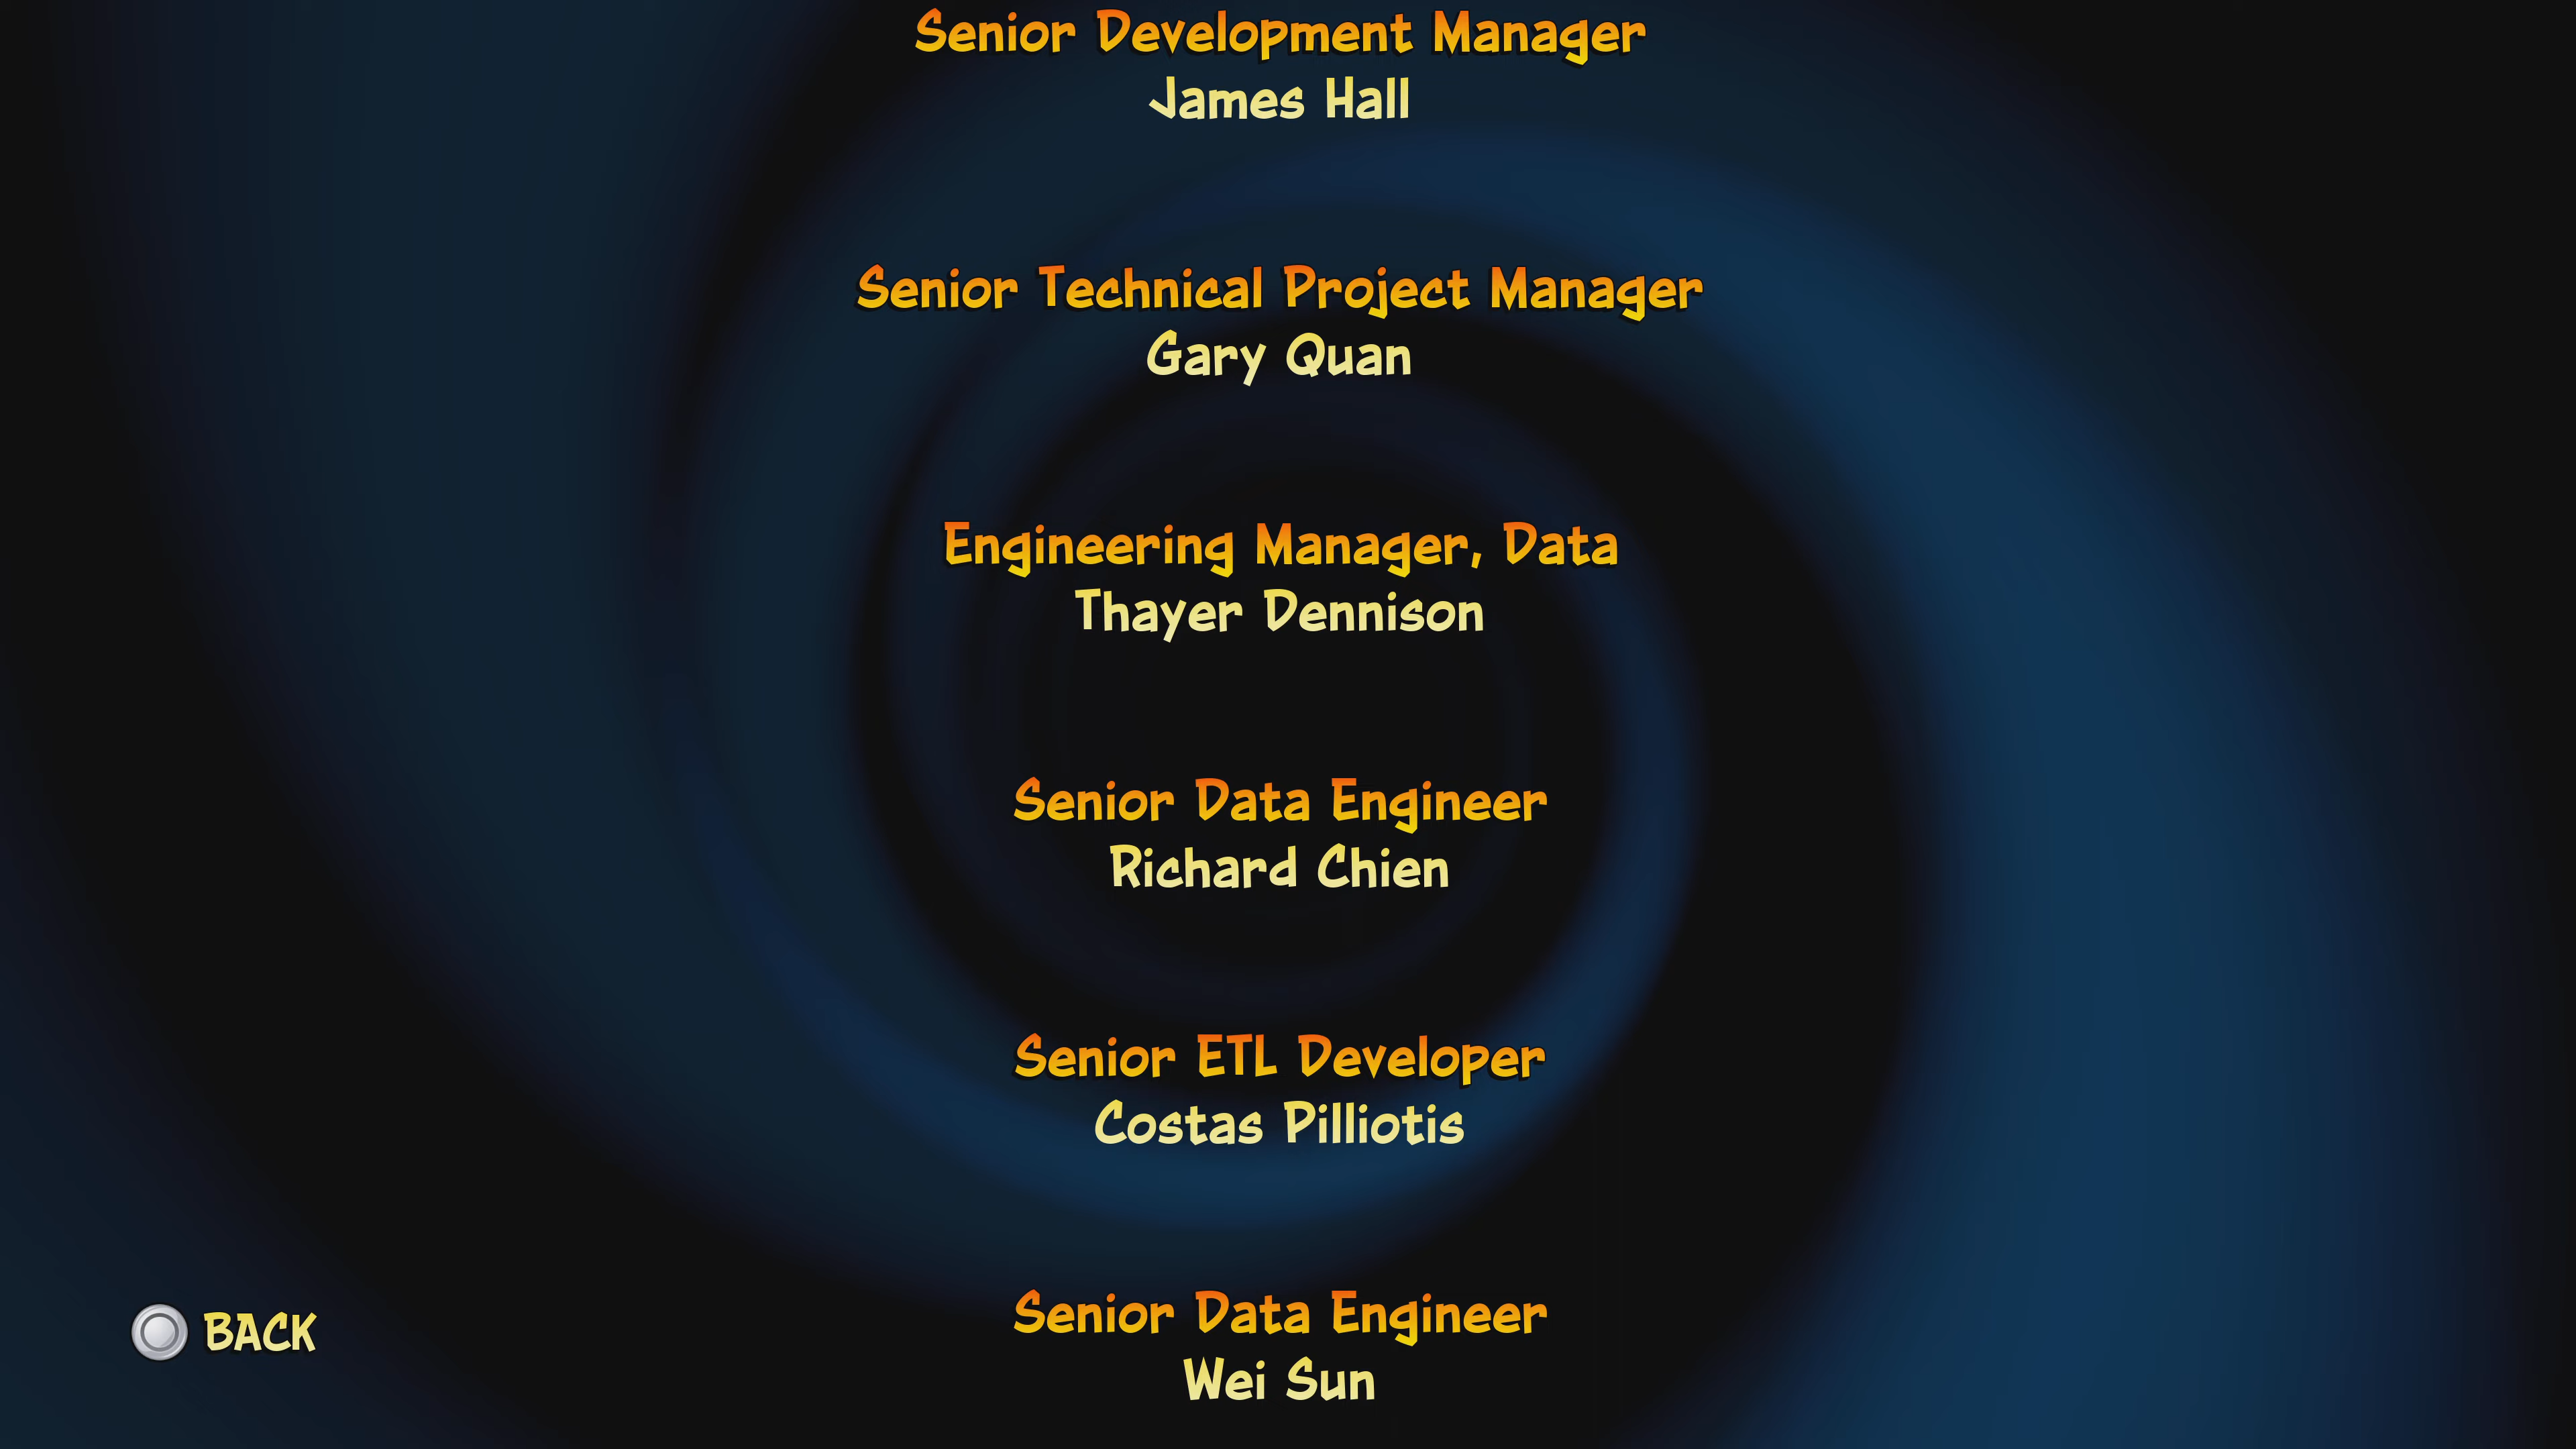 Senior Development Manager
James Hall
Senior Technical Project Manager
Gary Quan
Engineering Manager, Data
Thayer Dennison
Senior Data Engineer
Richard Chien
Senior ETL Developer
Costas Pilliotis
Senior Data Engineer
Wei Sun
BACK